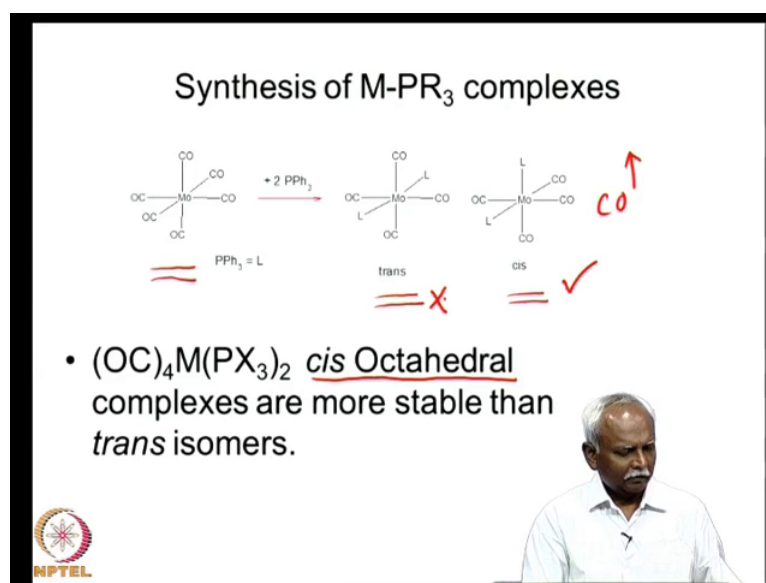 Synthesis of M-PR₃ complexes
CO
CO
OC
Mo
CO
OC
OC
+ 2 PPh₃
CO
L
OC
Mo
CO
L
OC
L
CO
OC
Mo
CO
L
CO
CO ↑
PPh₃ = L
trans
cis
= X
= ✓
• (OC)₄M(PX₃)₂ cis Octahedral
complexes are more stable than
trans isomers.
NPTEL